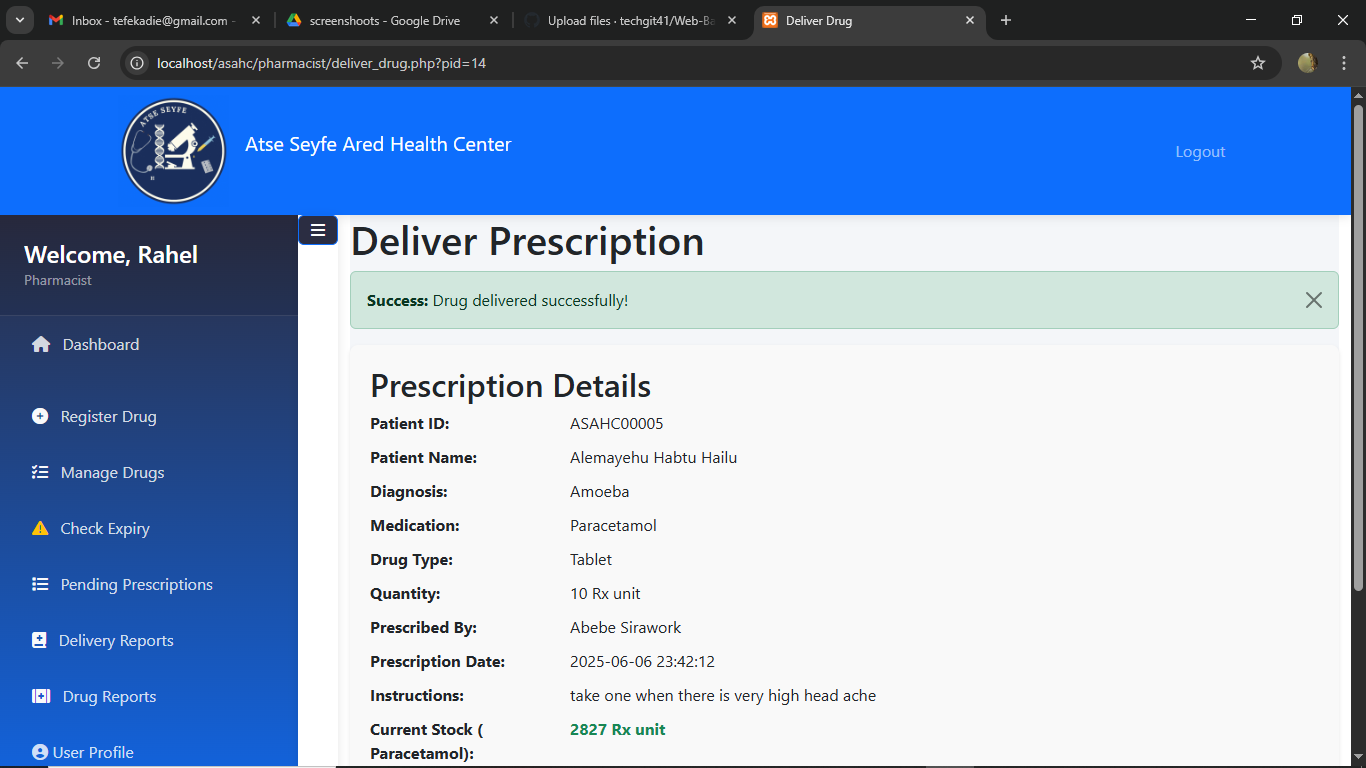 Inbox - tefekadie@gmail.com -
screenshoots - Google Drive
Upload files · techgit41/Web-Ba
Deliver Drug
localhost/asahc/pharmacist/deliver_drug.php?pid=14
ATSE SEYFE
Atse Seyfe Ared Health Center
Logout
Welcome, Rahel
Pharmacist
Dashboard
Register Drug
Manage Drugs
Check Expiry
Pending Prescriptions
Delivery Reports
Drug Reports
User Profile
Deliver Prescription
Success: Drug delivered successfully!
Prescription Details
Patient ID: ASAHC00005
Patient Name: Alemayehu Habtu Hailu
Diagnosis: Amoeba
Medication: Paracetamol
Drug Type: Tablet
Quantity: 10 Rx unit
Prescribed By: Abebe Sirawork
Prescription Date: 2025-06-06 23:42:12
Instructions: take one when there is very high head ache
Current Stock ( 2827 Rx unit
Paracetamol):